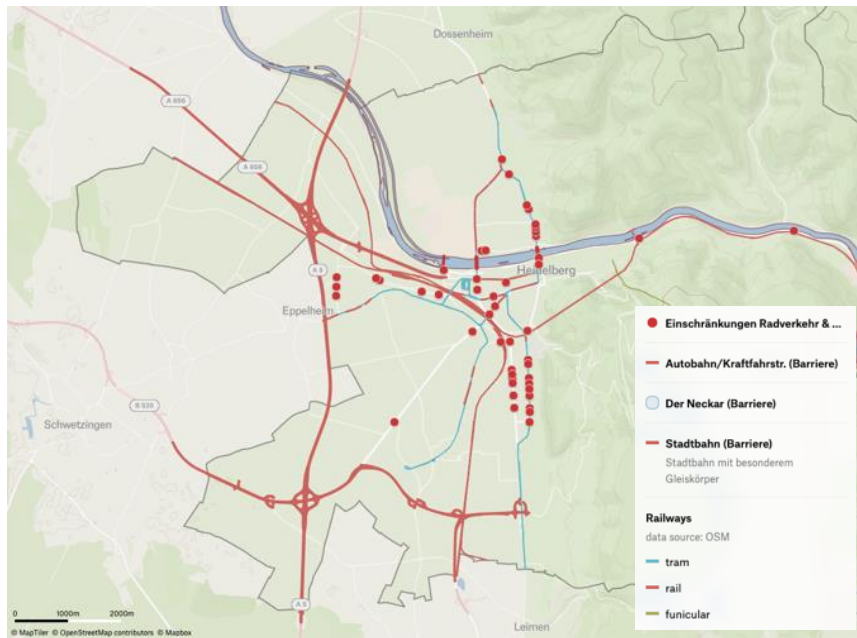 Dossenheim
A 656
A 656
A 5
Heidelberg
Eppelheim
B 535
Schwetzingen
A 5
Leimen
Einschränkungen Radverkehr & ...
Autobahn/Kraftfahrstr. (Barriere)
Der Neckar (Barriere)
Stadtbahn (Barriere)
Stadtbahn mit besonderem
Gleiskörper
Railways
data source: OSM
tram
rail
funicular
0 1000m 2000m
© MapTiler © OpenStreetMap contributors © Mapbox